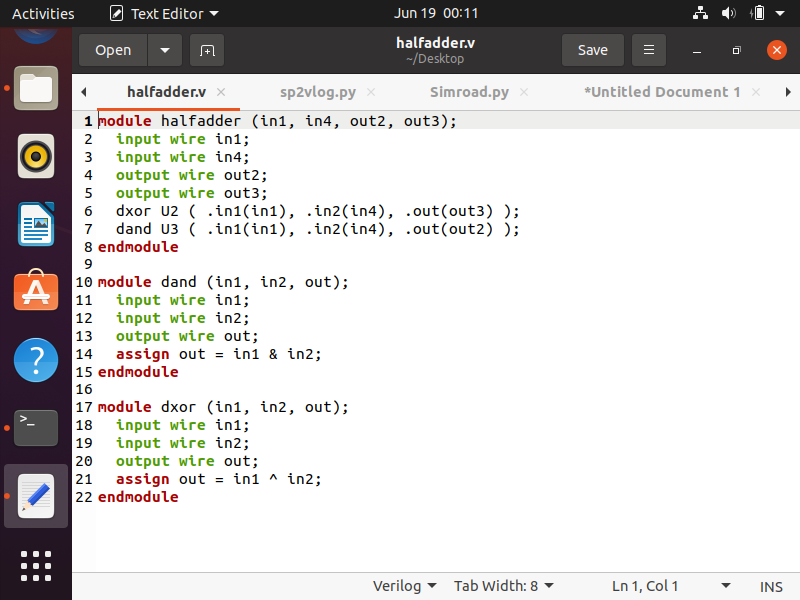 Activities Text Editor Jun 19 00:11
Open halfadder.v Save
~/Desktop
halfadder.v sp2vlog.py Simroad.py *Untitled Document 1
1 module halfadder (in1, in4, out2, out3);
2   input wire in1;
3   input wire in4;
4   output wire out2;
5   output wire out3;
6   dxor U2 ( .in1(in1), .in2(in4), .out(out3) );
7   dand U3 ( .in1(in1), .in2(in4), .out(out2) );
8 endmodule
9
10 module dand (in1, in2, out);
11   input wire in1;
12   input wire in2;
13   output wire out;
14   assign out = in1 & in2;
15 endmodule
16
17 module dxor (in1, in2, out);
18   input wire in1;
19   input wire in2;
20   output wire out;
21   assign out = in1 ^ in2;
22 endmodule
Verilog Tab Width: 8 Ln 1, Col 1 INS